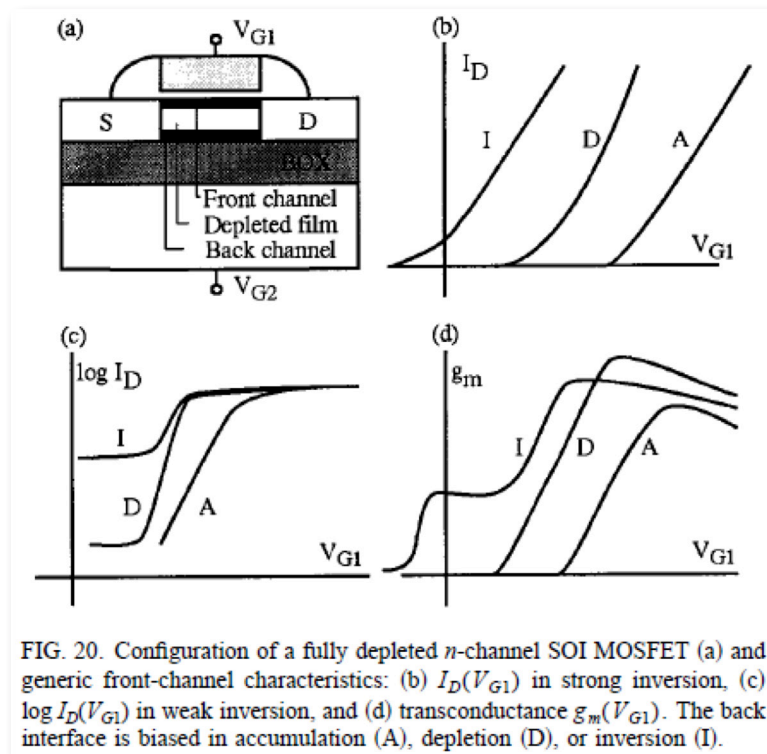 (a)
V_G1
S
D
BOX
Front channel
Depleted film
Back channel
V_G2
(b)
I_D
I
D
A
V_G1
(c)
log I_D
I
D
A
V_G1
(d)
g_m
I
D
A
V_G1
FIG. 20. Configuration of a fully depleted n-channel SOI MOSFET (a) and
generic front-channel characteristics: (b) I_D(V_G1) in strong inversion, (c)
log I_D(V_G1) in weak inversion, and (d) transconductance g_m(V_G1). The back
interface is biased in accumulation (A), depletion (D), or inversion (I).